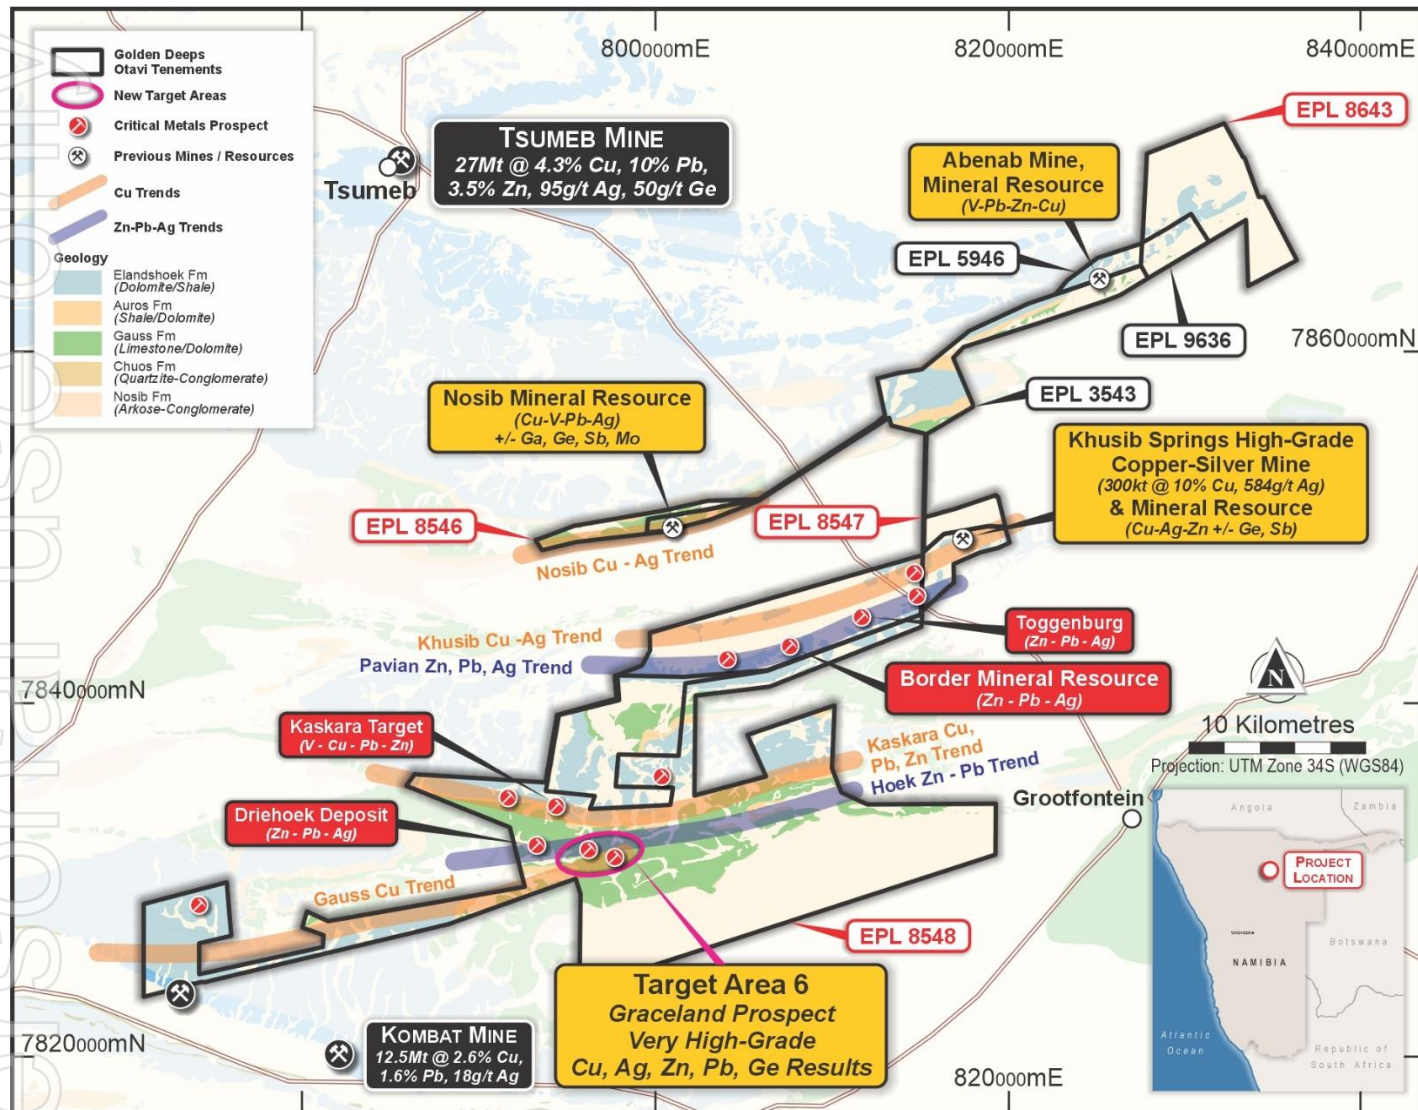 800000mE
820000mE
840000mE
Golden Deeps
Otavi Tenements
New Target Areas
Critical Metals Prospect
Previous Mines / Resources
Cu Trends
Zn-Pb-Ag Trends
Geology
Elandshoek Fm
(Dolomite/Shale)
Auros Fm
(Shale/Dolomite)
Gauss Fm
(Limestone/Dolomite)
Chuos Fm
(Quartzite-Conglomerate)
Nosib Fm
(Arkose-Conglomerate)
Tsumeb
TSUMEB MINE
27Mt @ 4.3% Cu, 10% Pb,
3.5% Zn, 95g/t Ag, 50g/t Ge
EPL 8643
Abenab Mine,
Mineral Resource
(V-Pb-Zn-Cu)
EPL 5946
EPL 9636
7860000mN
EPL 3543
Nosib Mineral Resource
(Cu-V-Pb-Ag)
+/- Ga, Ge, Sb, Mo
Khusib Springs High-Grade
Copper-Silver Mine
(300kt @ 10% Cu, 584g/t Ag)
& Mineral Resource
(Cu-Ag-Zn +/- Ge, Sb)
EPL 8546
EPL 8547
Nosib Cu - Ag Trend
Khusib Cu -Ag Trend
Pavian Zn, Pb, Ag Trend
Toggenburg
(Zn - Pb - Ag)
Border Mineral Resource
(Zn - Pb - Ag)
7840000mN
N
10 Kilometres
Projection: UTM Zone 34S (WGS84)
Kaskara Target
(V - Cu - Pb - Zn)
Kaskara Cu,
Pb, Zn Trend
Hoek Zn - Pb Trend
Driehoek Deposit
(Zn - Pb - Ag)
Grootfontein
Gauss Cu Trend
EPL 8548
Target Area 6
Graceland Prospect
Very High-Grade
Cu, Ag, Zn, Pb, Ge Results
KOMBAT MINE
12.5Mt @ 2.6% Cu,
1.6% Pb, 18g/t Ag
7820000mN
820000mE
Angola
Zambia
PROJECT
LOCATION
NAMIBIA
Botswana
Atlantic
Ocean
Republic of
South Africa